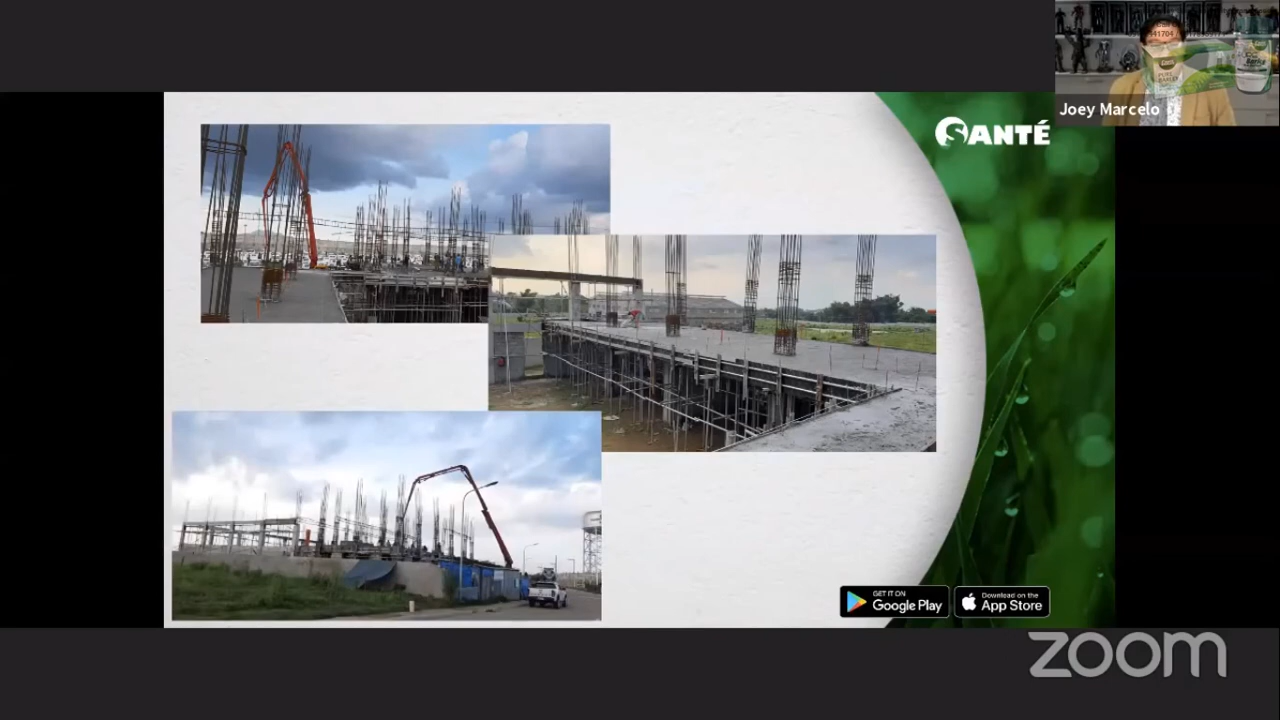 Joey Marcelo
SANTÉ
GET IT ON
Google Play
Download on the
App Store
zoom